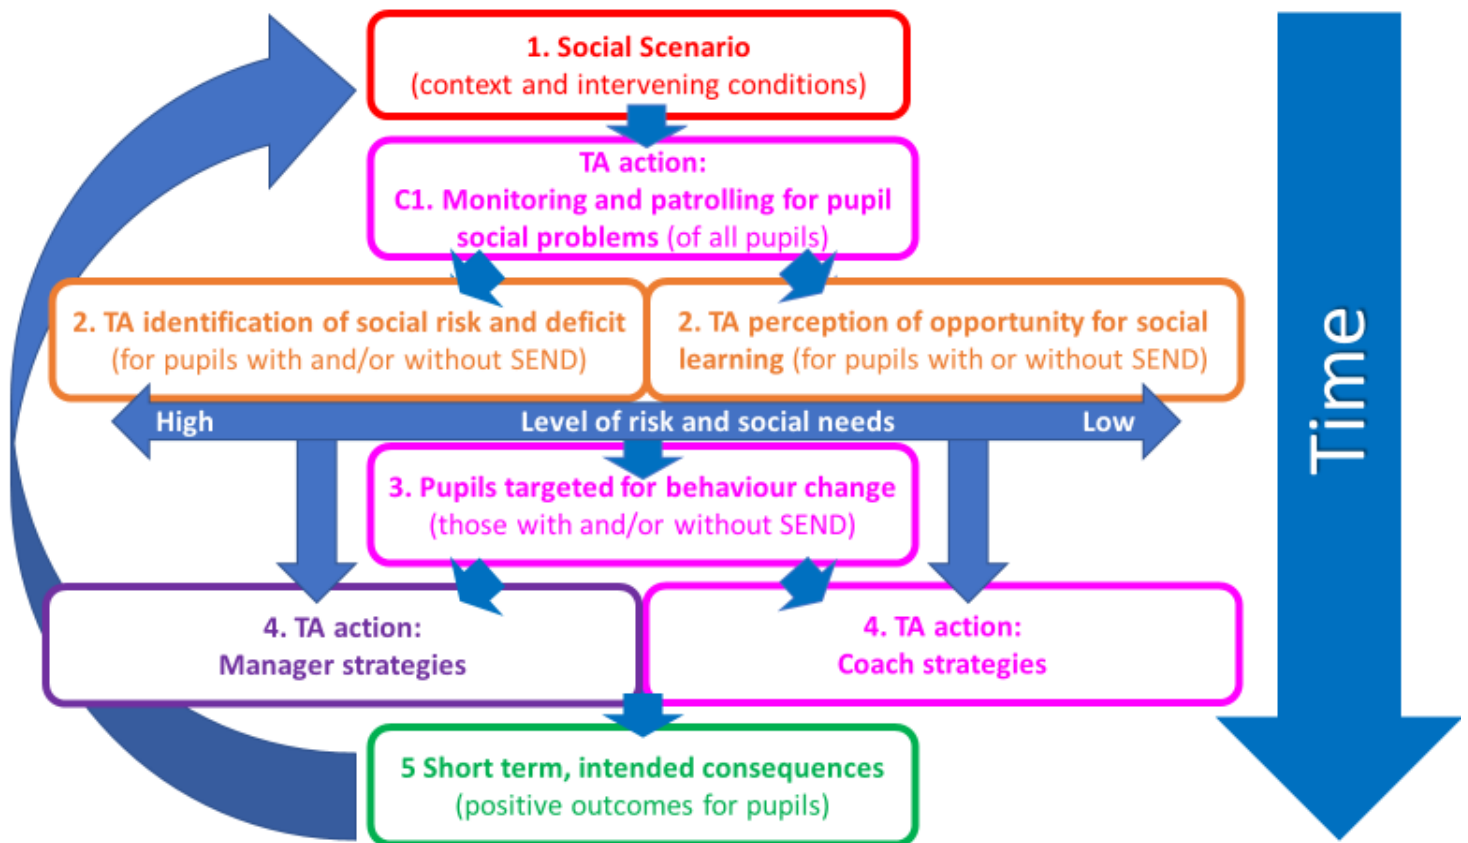 1. Social Scenario
(context and intervening conditions)
TA action:
C1. Monitoring and patrolling for pupil
social problems (of all pupils)
2. TA identification of social risk and deficit
(for pupils with and/or without SEND)
2. TA perception of opportunity for social
learning (for pupils with or without SEND)
High
Level of risk and social needs
Low
3. Pupils targeted for behaviour change
(those with and/or without SEND)
4. TA action:
Manager strategies
4. TA action:
Coach strategies
5 Short term, intended consequences
(positive outcomes for pupils)
Time